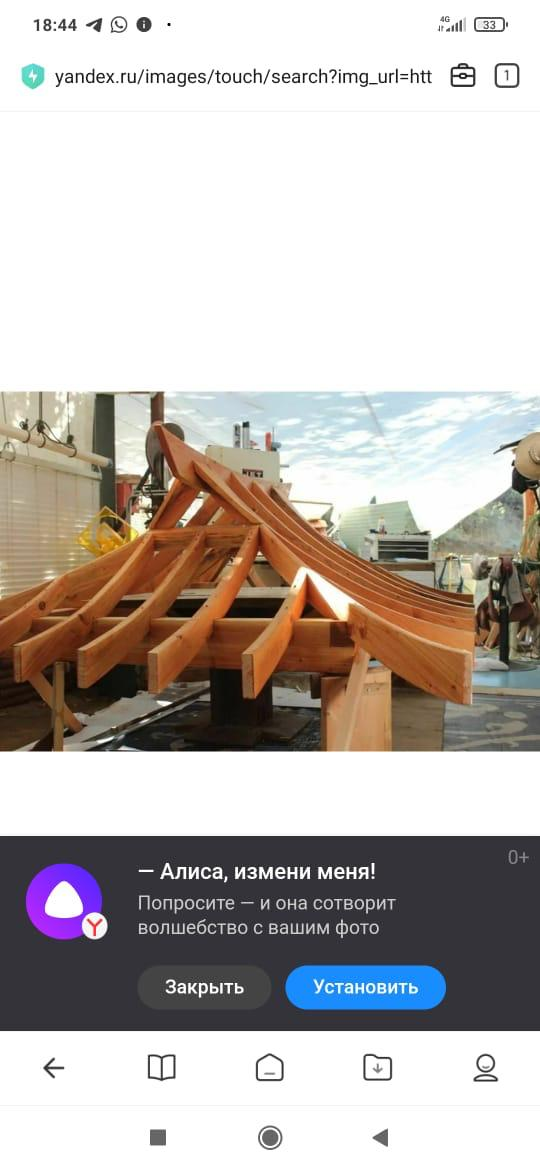 18:44
4G
33
yandex.ru/images/touch/search?img_url=htt
1
JET
0+
— Алиса, измени меня!
Попросите — и она сотворит
волшебство с вашим фото
Закрыть
Установить